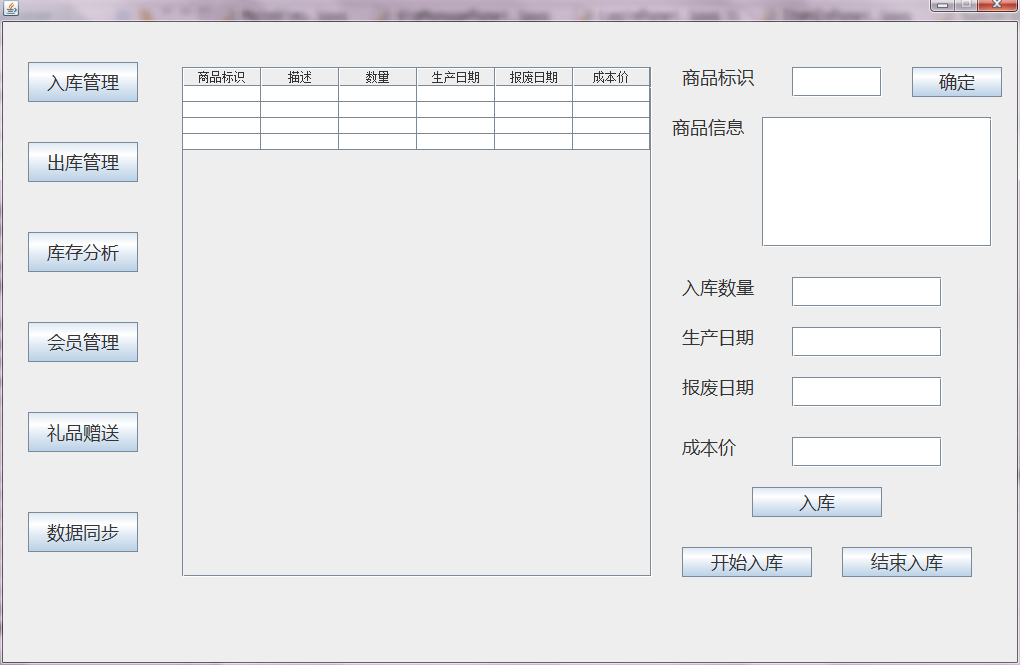 入库管理
出库管理
库存分析
会员管理
礼品赠送
数据同步
商品标识 描述 数量 生产日期 报废日期 成本价
商品标识 确定
商品信息
入库数量
生产日期
报废日期
成本价
入库
开始入库 结束入库